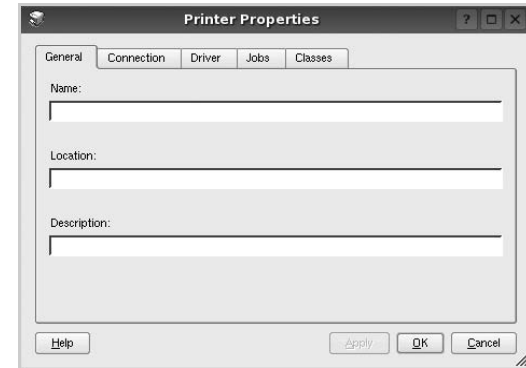 Printer Properties
General Connection Driver Jobs Classes
Name:
Location:
Description:
Help Apply OK Cancel